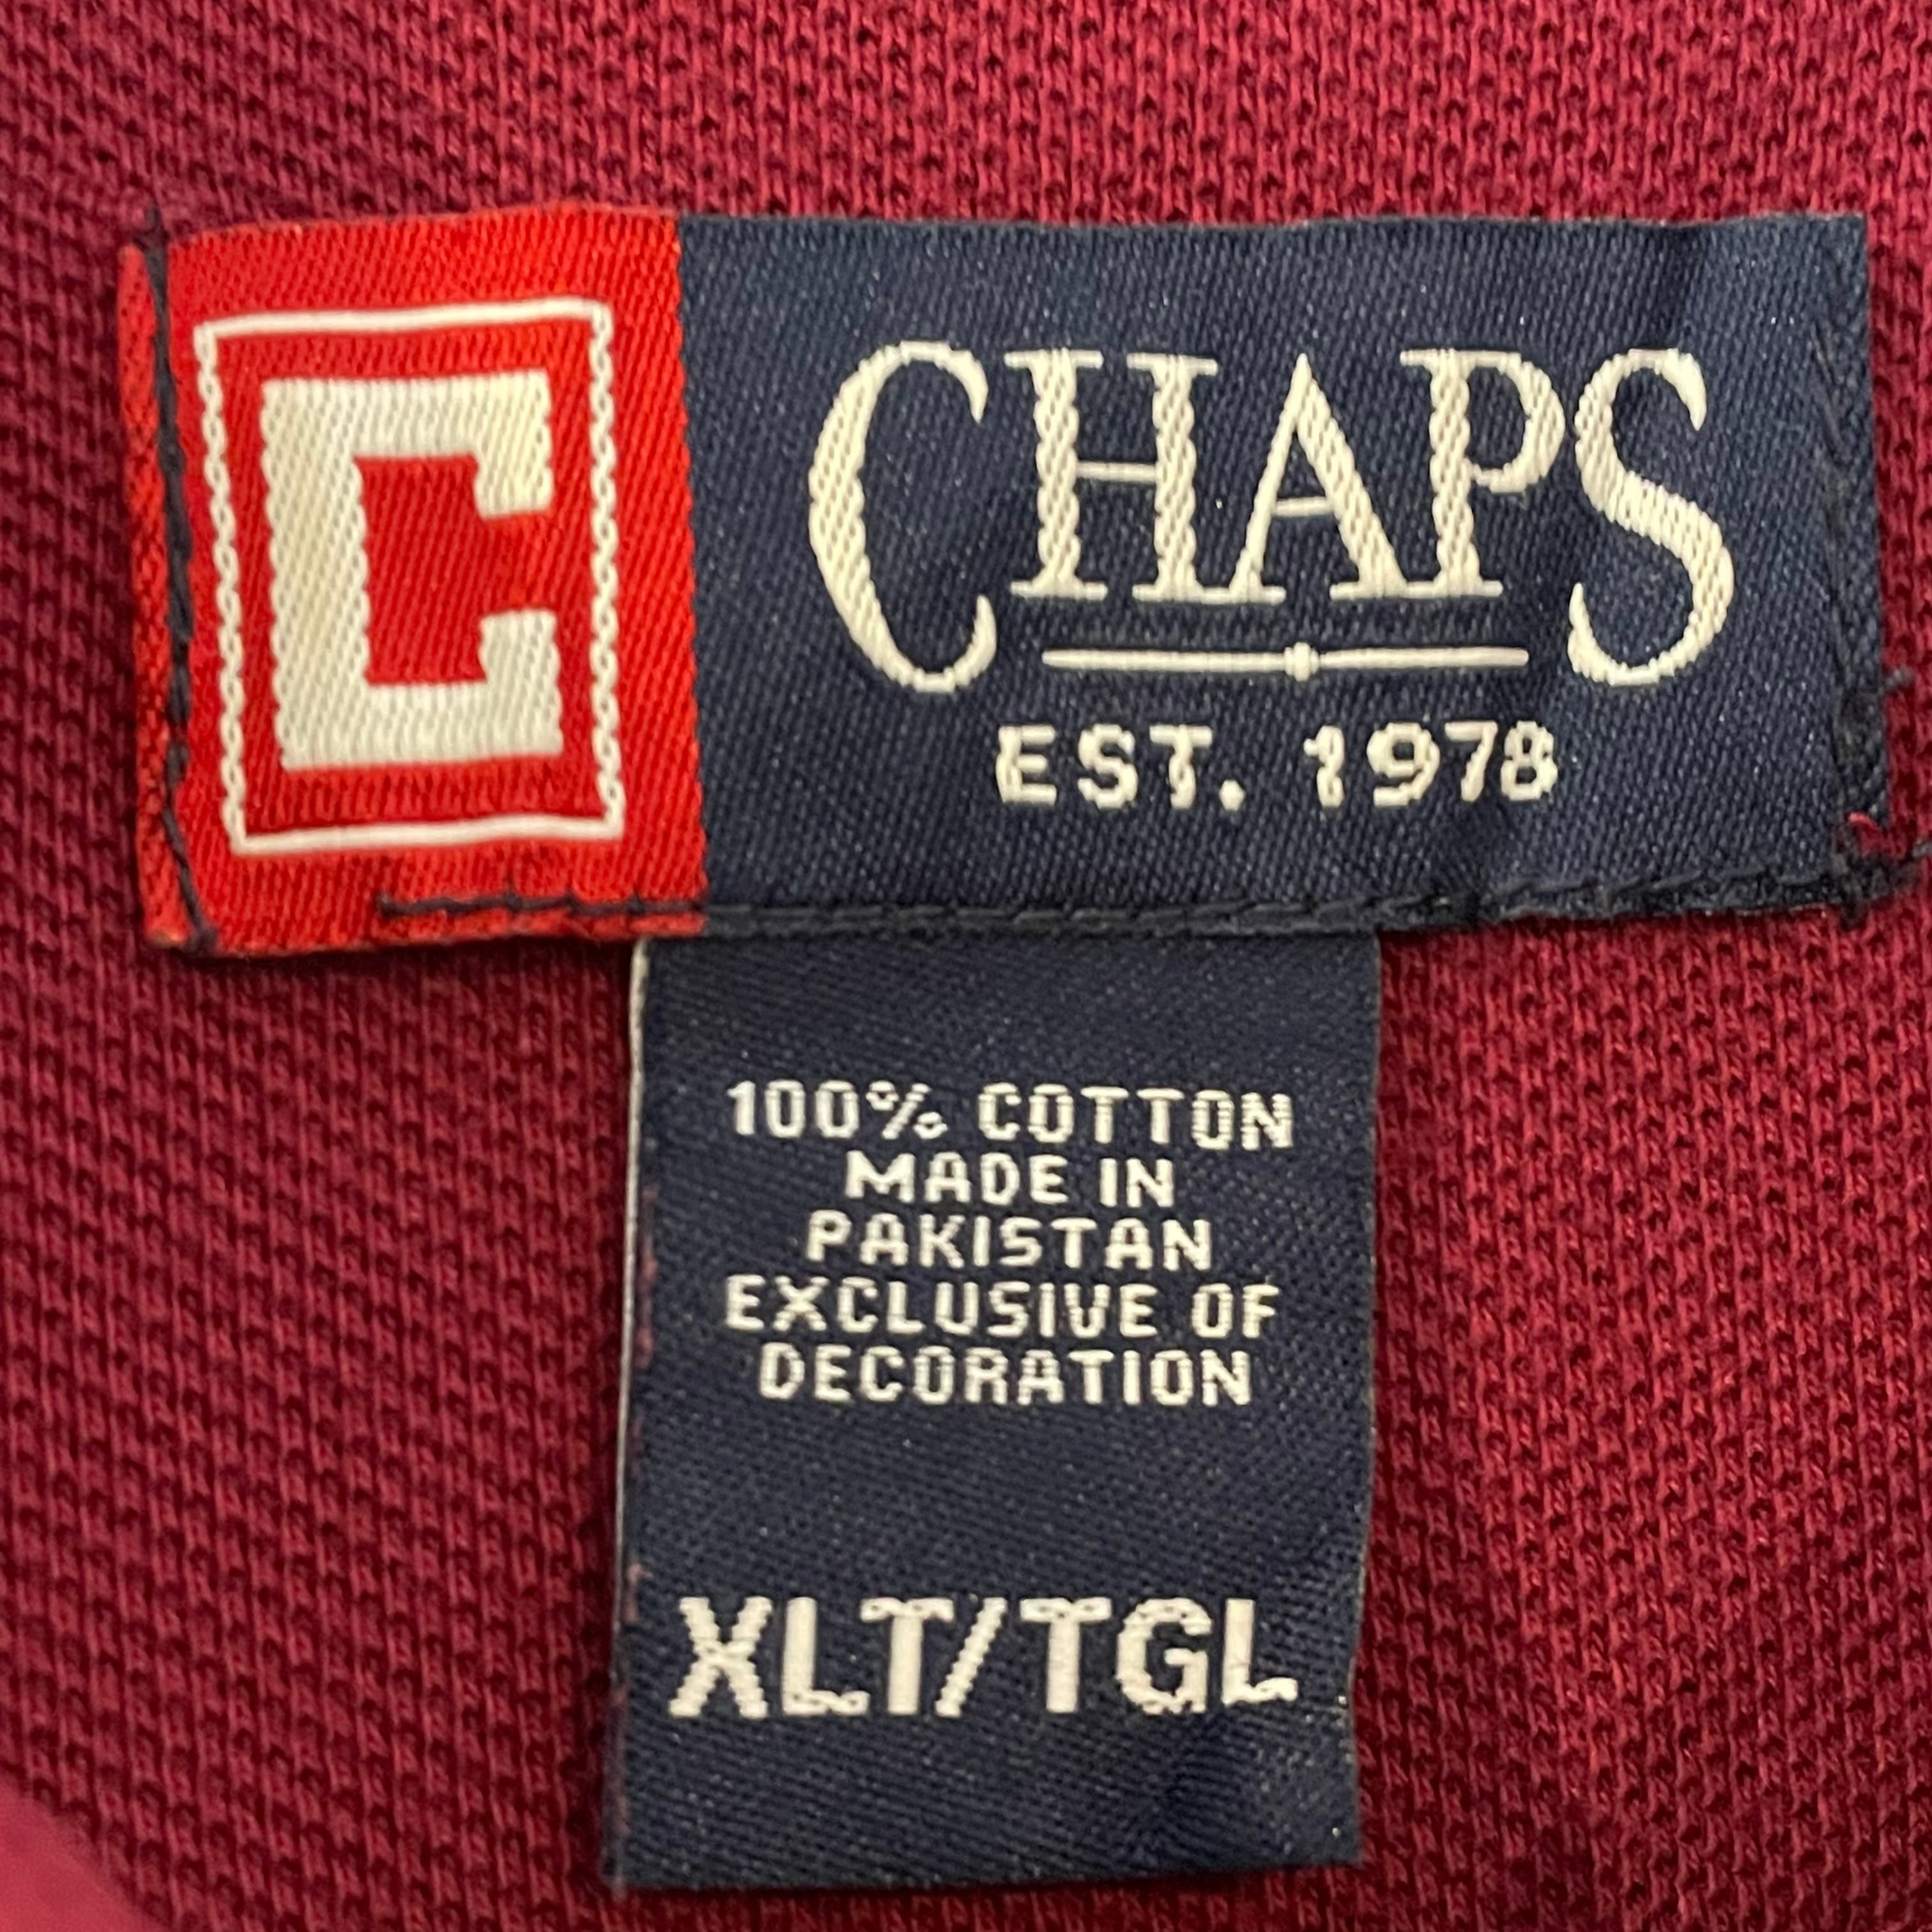 C
CHAPS
EST. 1978
100% COTTON
MADE IN
PAKISTAN
EXCLUSIVE OF
DECORATION
XLT/TGL